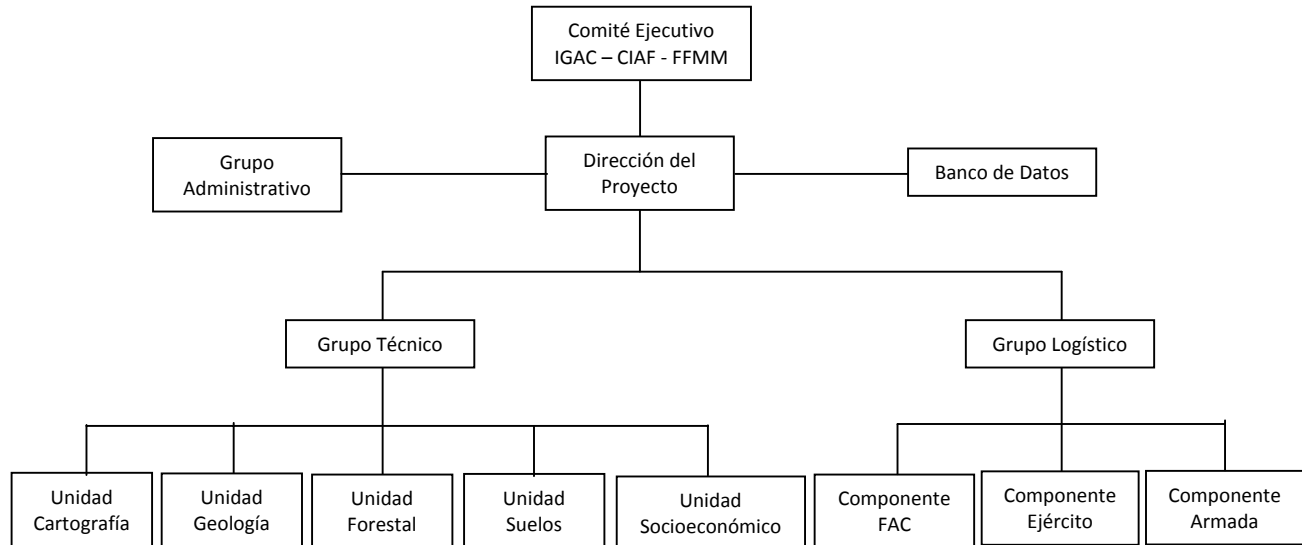 Comité Ejecutivo
IGAC – CIAF - FFMM
Grupo
Administrativo
Dirección del
Proyecto
Banco de Datos
Grupo Técnico
Grupo Logístico
Unidad
Cartografía
Unidad
Geología
Unidad
Forestal
Unidad
Suelos
Unidad
Socioeconómico
Componente
FAC
Componente
Ejército
Componente
Armada